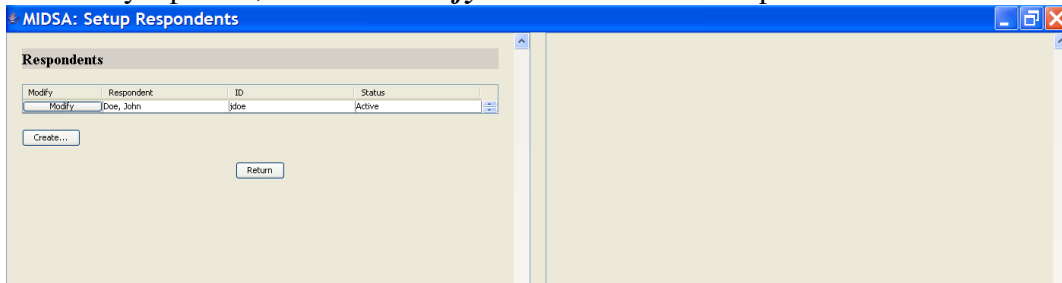 MIDSA: Setup Respondents
Respondents
Modify Respondent ID Status
Modify Doe, John jdoe Active
Create...
Return